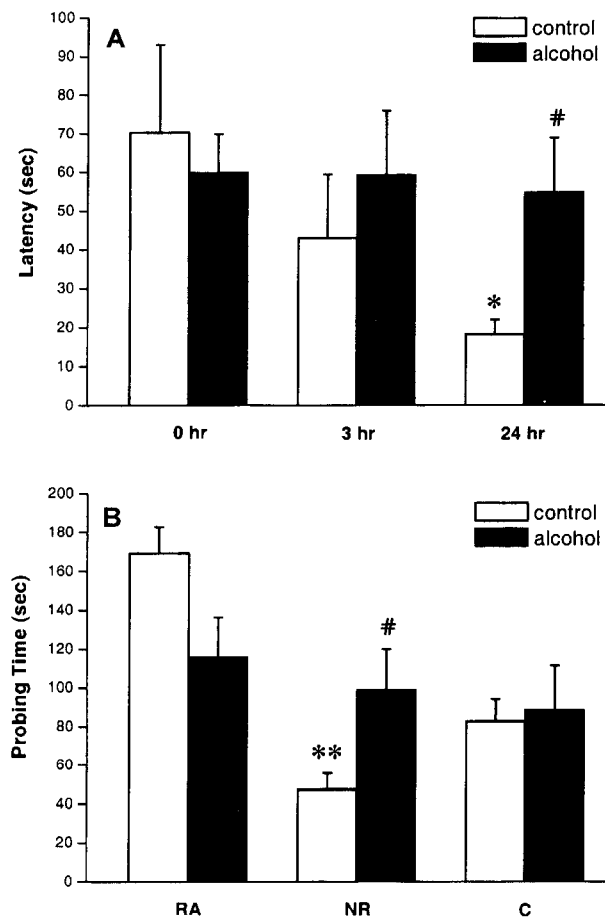 A
control
alcohol
Latency (sec)
100
90
80
70
60
50
40
30
20
10
0
#
*
0 hr
3 hr
24 hr
B
control
alcohol
Probing Time (sec)
200
180
160
140
120
100
80
60
40
20
0
#
**
RA
NR
C